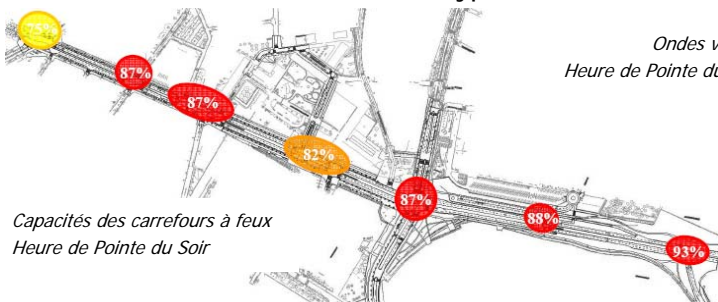 75%
Ondes v
Heure de Pointe du
87%
87%
82%
87%
88%
93%
Capacités des carrefours à feux
Heure de Pointe du Soir